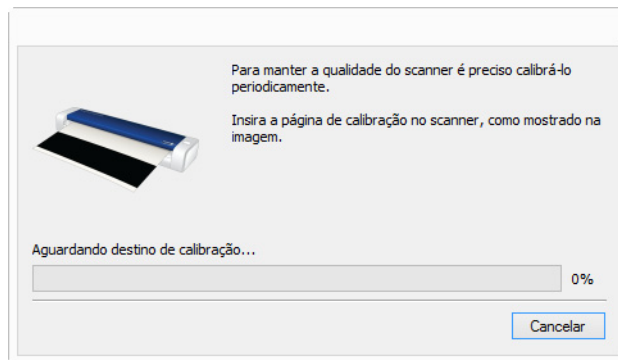 Para manter a qualidade do scanner é preciso calibrá-lo
periodicamente.
Insira a página de calibração no scanner, como mostrado na
imagem.
Aguardando destino de calibração...
0%
Cancelar